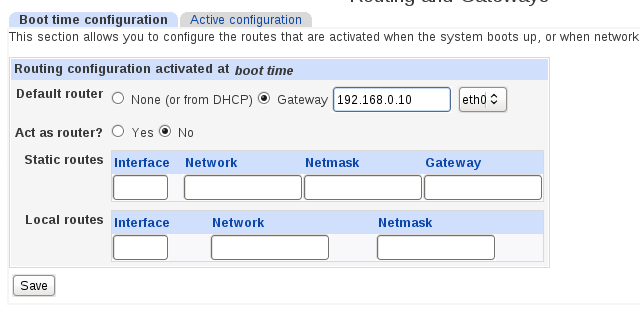 Routing and Gateways
Boot time configuration Active configuration
This section allows you to configure the routes that are activated when the system boots up, or when network
Routing configuration activated at boot time
Default router None (or from DHCP) Gateway 192.168.0.10 eth0
Act as router? Yes No
Static routes Interface Network Netmask Gateway
Local routes Interface Network Netmask
Save